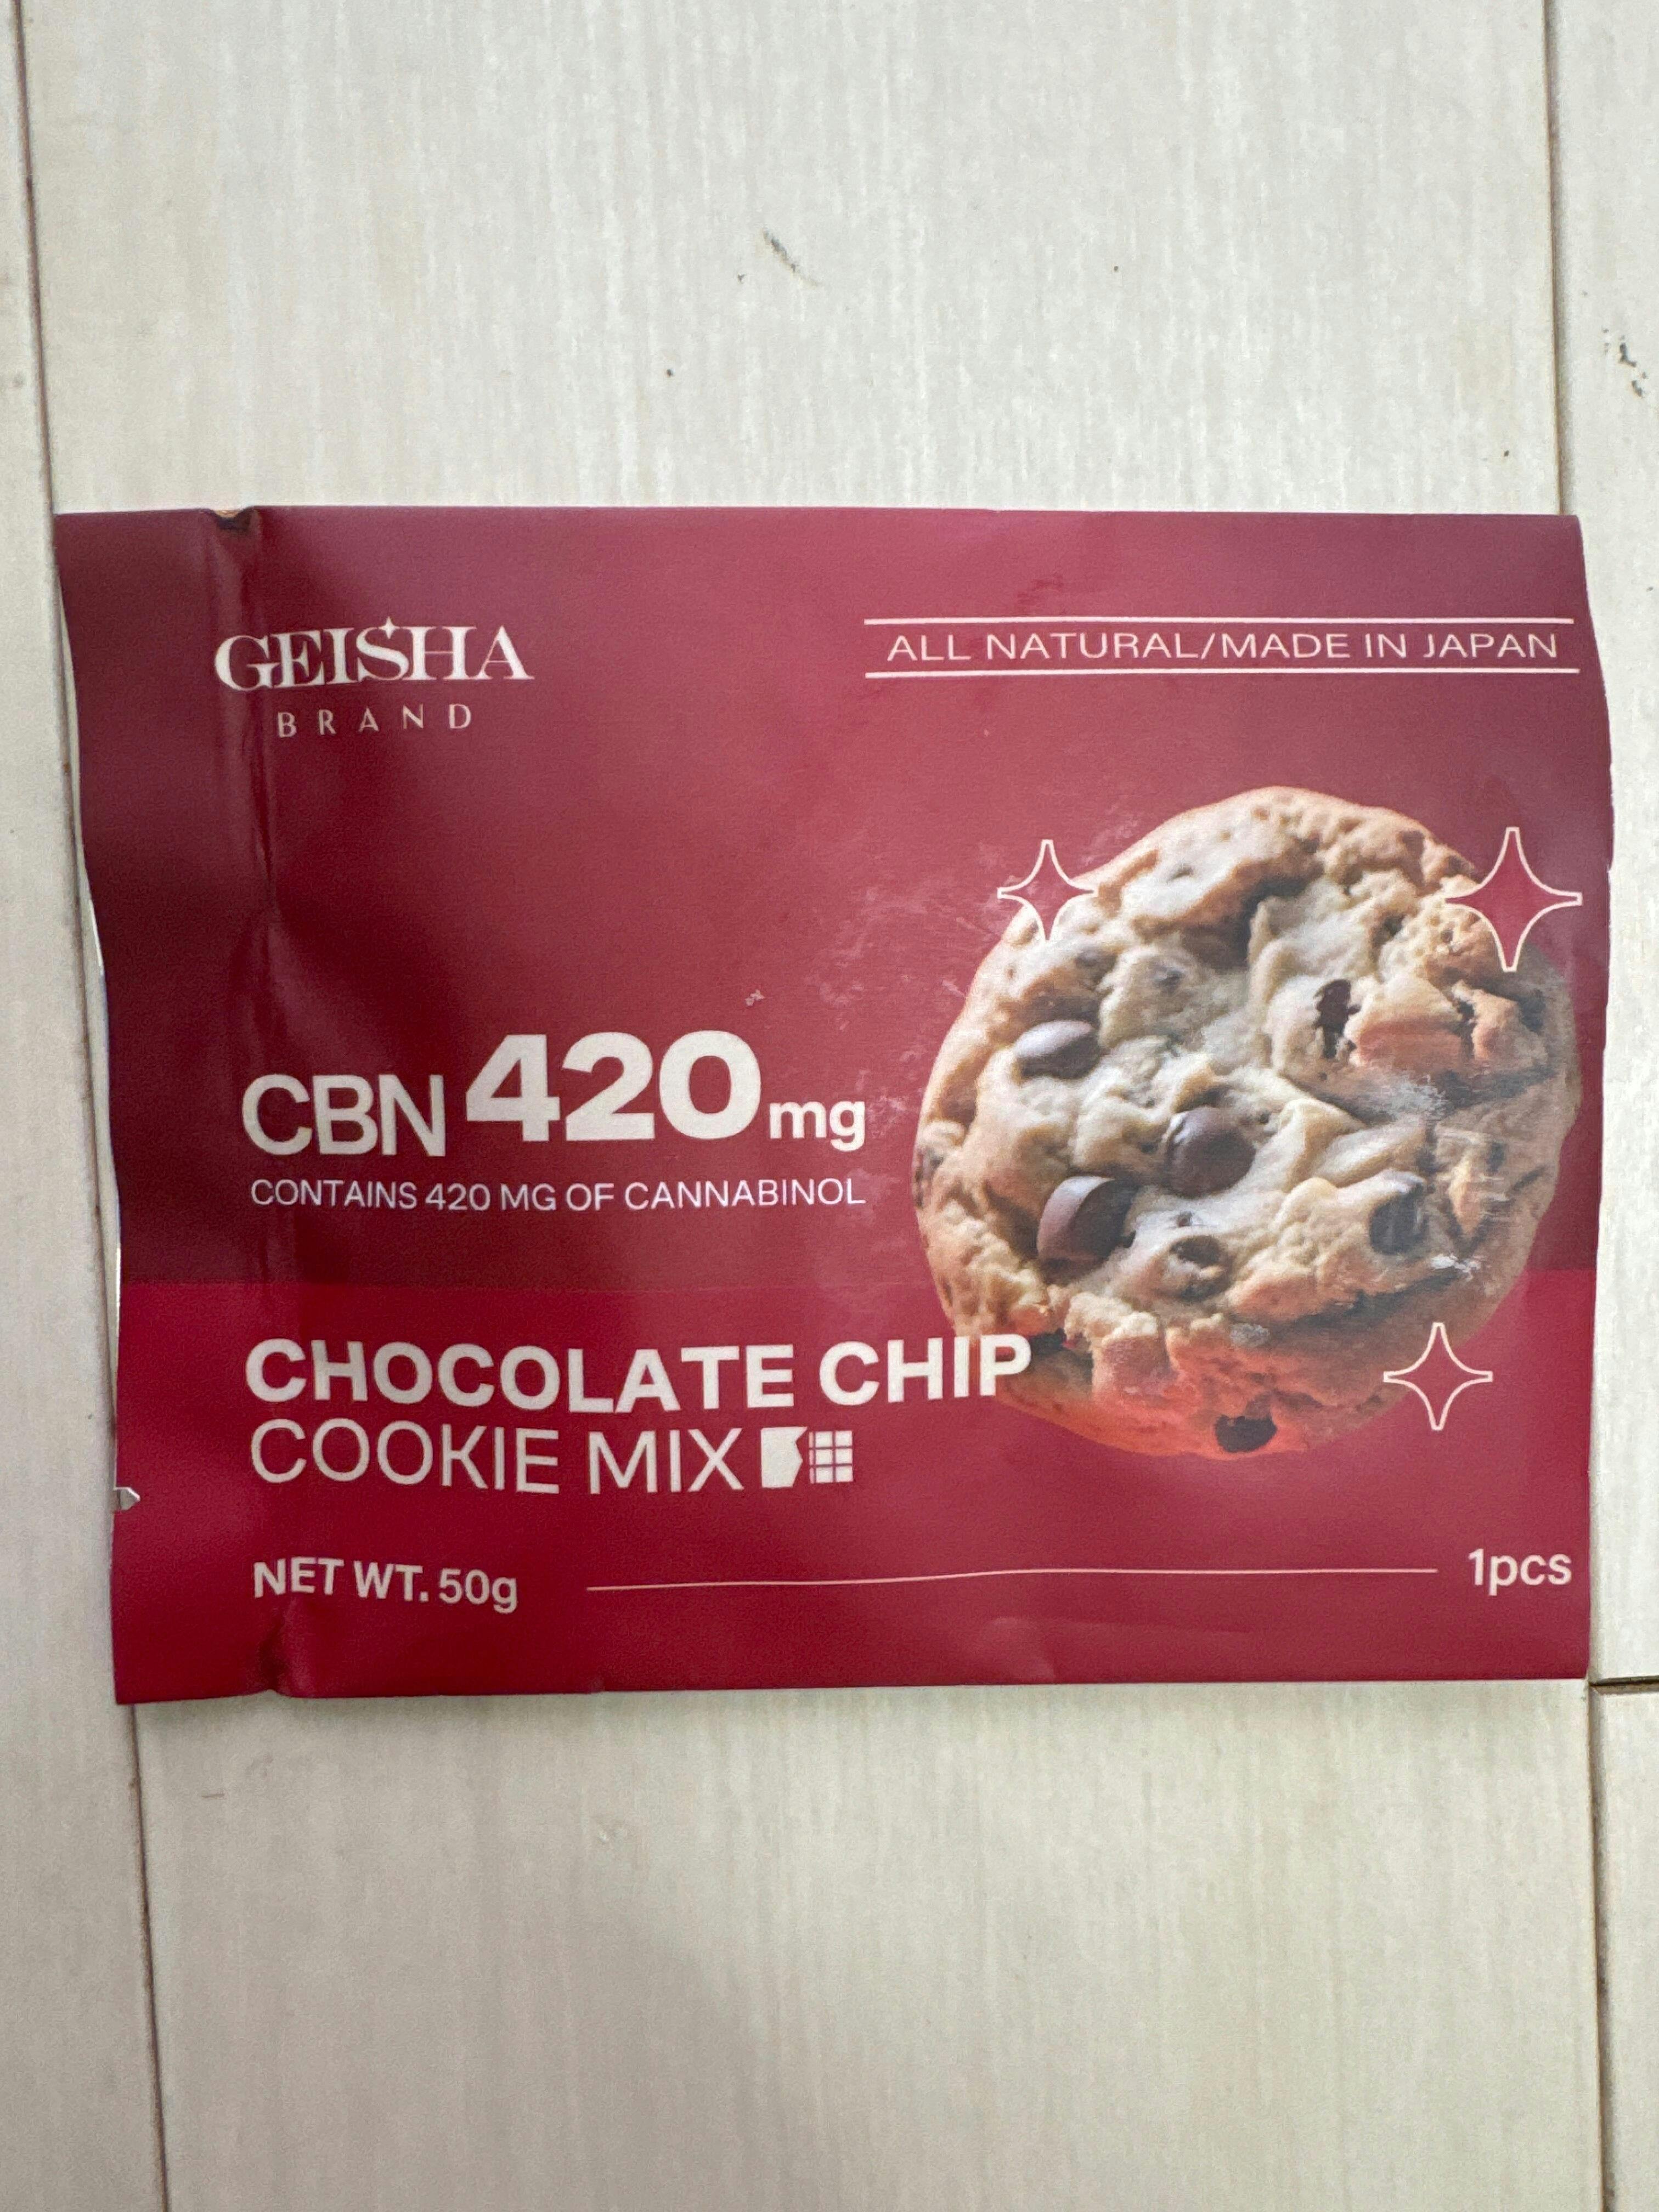 GEISHA
BRAND
ALL NATURAL/MADE IN JAPAN
CBN 420mg
CONTAINS 420 MG OF CANNABINOL
CHOCOLATE CHIP
COOKIE MIX
NET WT. 50g
1pcs